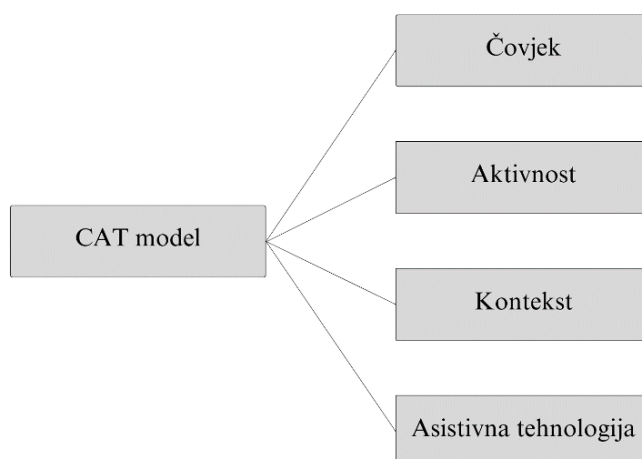 Čovjek
Aktivnost
CAT model
Kontekst
Asistivna tehnologija